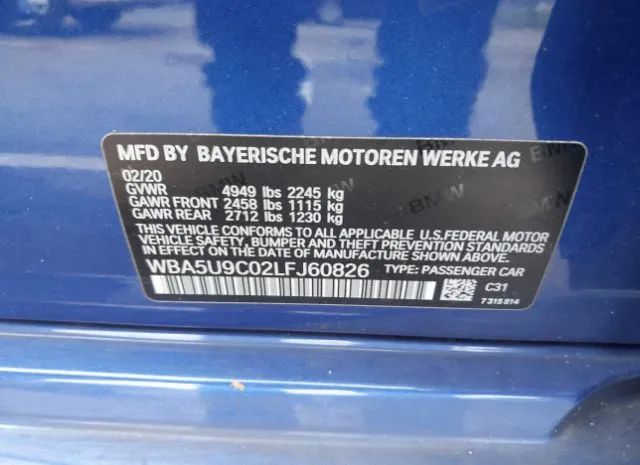 MFD BY BAYERISCHE MOTOREN WERKE AG
02/20
GVWR 4949 lbs 2245 kg
GAWR FRONT 2458 lbs 1115 kg
GAWR REAR 2712 lbs 1230 kg
THIS VEHICLE CONFORMS TO ALL APPLICABLE U.S.FEDERAL MOTOR
VEHICLE SAFETY, BUMPER AND THEFT PREVENTION STANDARDS
IN EFFECT ON THE DATE OF MANUFACTURE SHOWN ABOVE.
WBA5U9C02LFJ60826 TYPE: PASSENGER CAR
C31
7315814
BMW
BMW